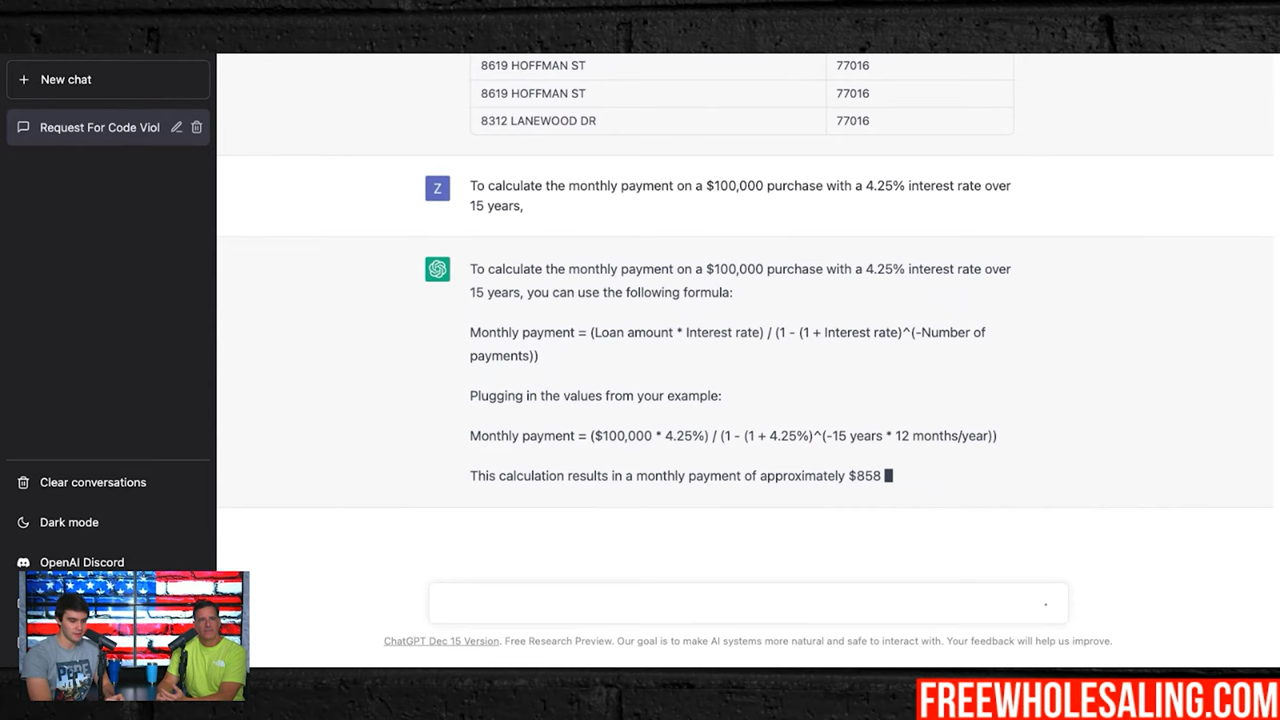 New chat
Request For Code Viol
8619 HOFFMAN ST 77016
8619 HOFFMAN ST 77016
8312 LANEWOOD DR 77016
Z
To calculate the monthly payment on a $100,000 purchase with a 4.25% interest rate over
15 years,
To calculate the monthly payment on a $100,000 purchase with a 4.25% interest rate over
15 years, you can use the following formula:
Monthly payment = (Loan amount * Interest rate) / (1 - (1 + Interest rate)^(-Number of
payments))
Plugging in the values from your example:
Monthly payment = ($100,000 * 4.25%) / (1 - (1 + 4.25%)^(-15 years * 12 months/year))
This calculation results in a monthly payment of approximately $858
Clear conversations
Dark mode
OpenAI Discord
ChatGPT Dec 15 Version. Free Research Preview. Our goal is to make AI systems more natural and safe to interact with. Your feedback will help us improve.
FREEWHOLESALING.COM